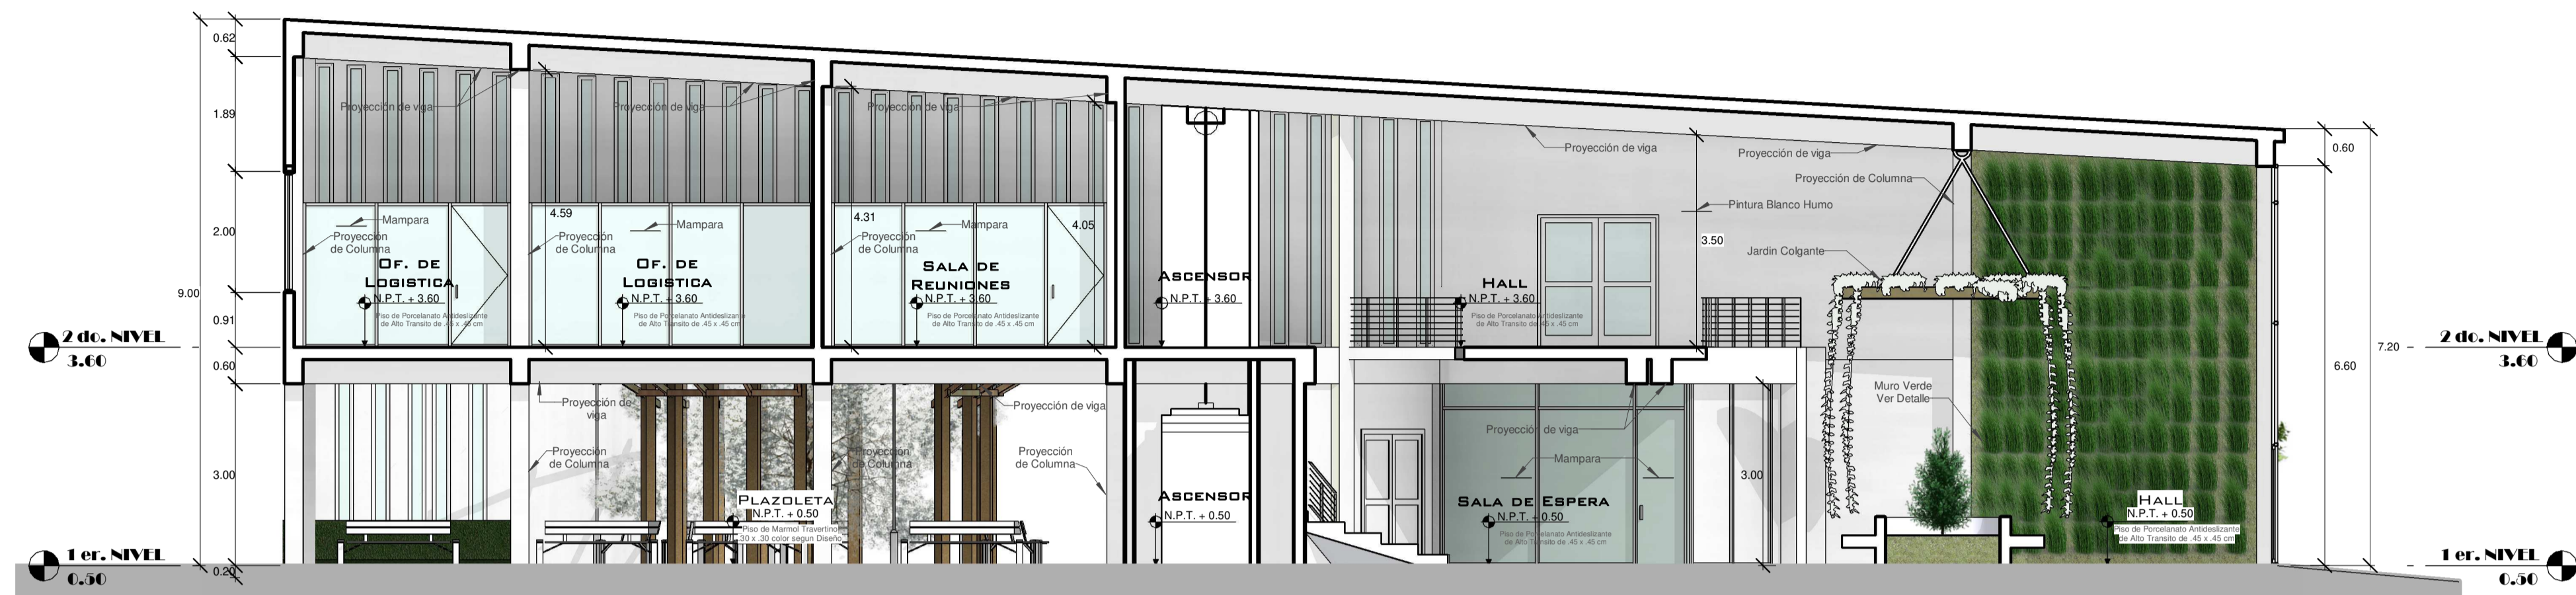 0.62
1.89
2.00
0.91
0.60
3.00
0.20
9.00
2 do. NIVEL
3.60
1 er. NIVEL
0.50
Proyección de viga
Proyección de viga
Proyección de viga
Mampara
Proyección
de Columna
OF. DE
LOGISTICA
N.P.T. + 3.60
Piso de Porcelanato Antideslizante
de Alto Transito de .45 x .45 cm
4.59
Mampara
Proyección
de Columna
OF. DE
LOGISTICA
N.P.T. + 3.60
Piso de Porcelanato Antideslizante
de Alto Transito de .45 x .45 cm
4.31
Mampara
4.05
Proyección
de Columna
SALA DE
REUNIONES
N.P.T. + 3.60
Piso de Porcelanato Antideslizante
de Alto Transito de .45 x .45 cm
ASCENSOR
N.P.T. + 3.60
HALL
N.P.T. + 3.60
Piso de Porcelanato Antideslizante
de Alto Transito de .45 x .45 cm
Proyección de viga
Proyección de viga
Proyección de Columna
Pintura Blanco Humo
3.50
Jardin Colgante
Muro Verde
Ver Detalle
Proyección de
viga
Proyección
de Columna
Proyección
de Columna
Proyección de viga
Proyección
de Columna
PLAZOLETA
N.P.T. + 0.50
Piso de Marmol Travertino
.30 x .30 color segun Diseño
ASCENSOR
N.P.T. + 0.50
Proyección de viga
Mampara
SALA DE ESPERA
N.P.T. + 0.50
Piso de Porcelanato Antideslizante
de Alto Transito de .45 x .45 cm
3.00
HALL
N.P.T. + 0.50
Piso de Porcelanato Antideslizante
de Alto Transito de .45 x .45 cm
0.60
6.60
7.20
2 do. NIVEL
3.60
1 er. NIVEL
0.50